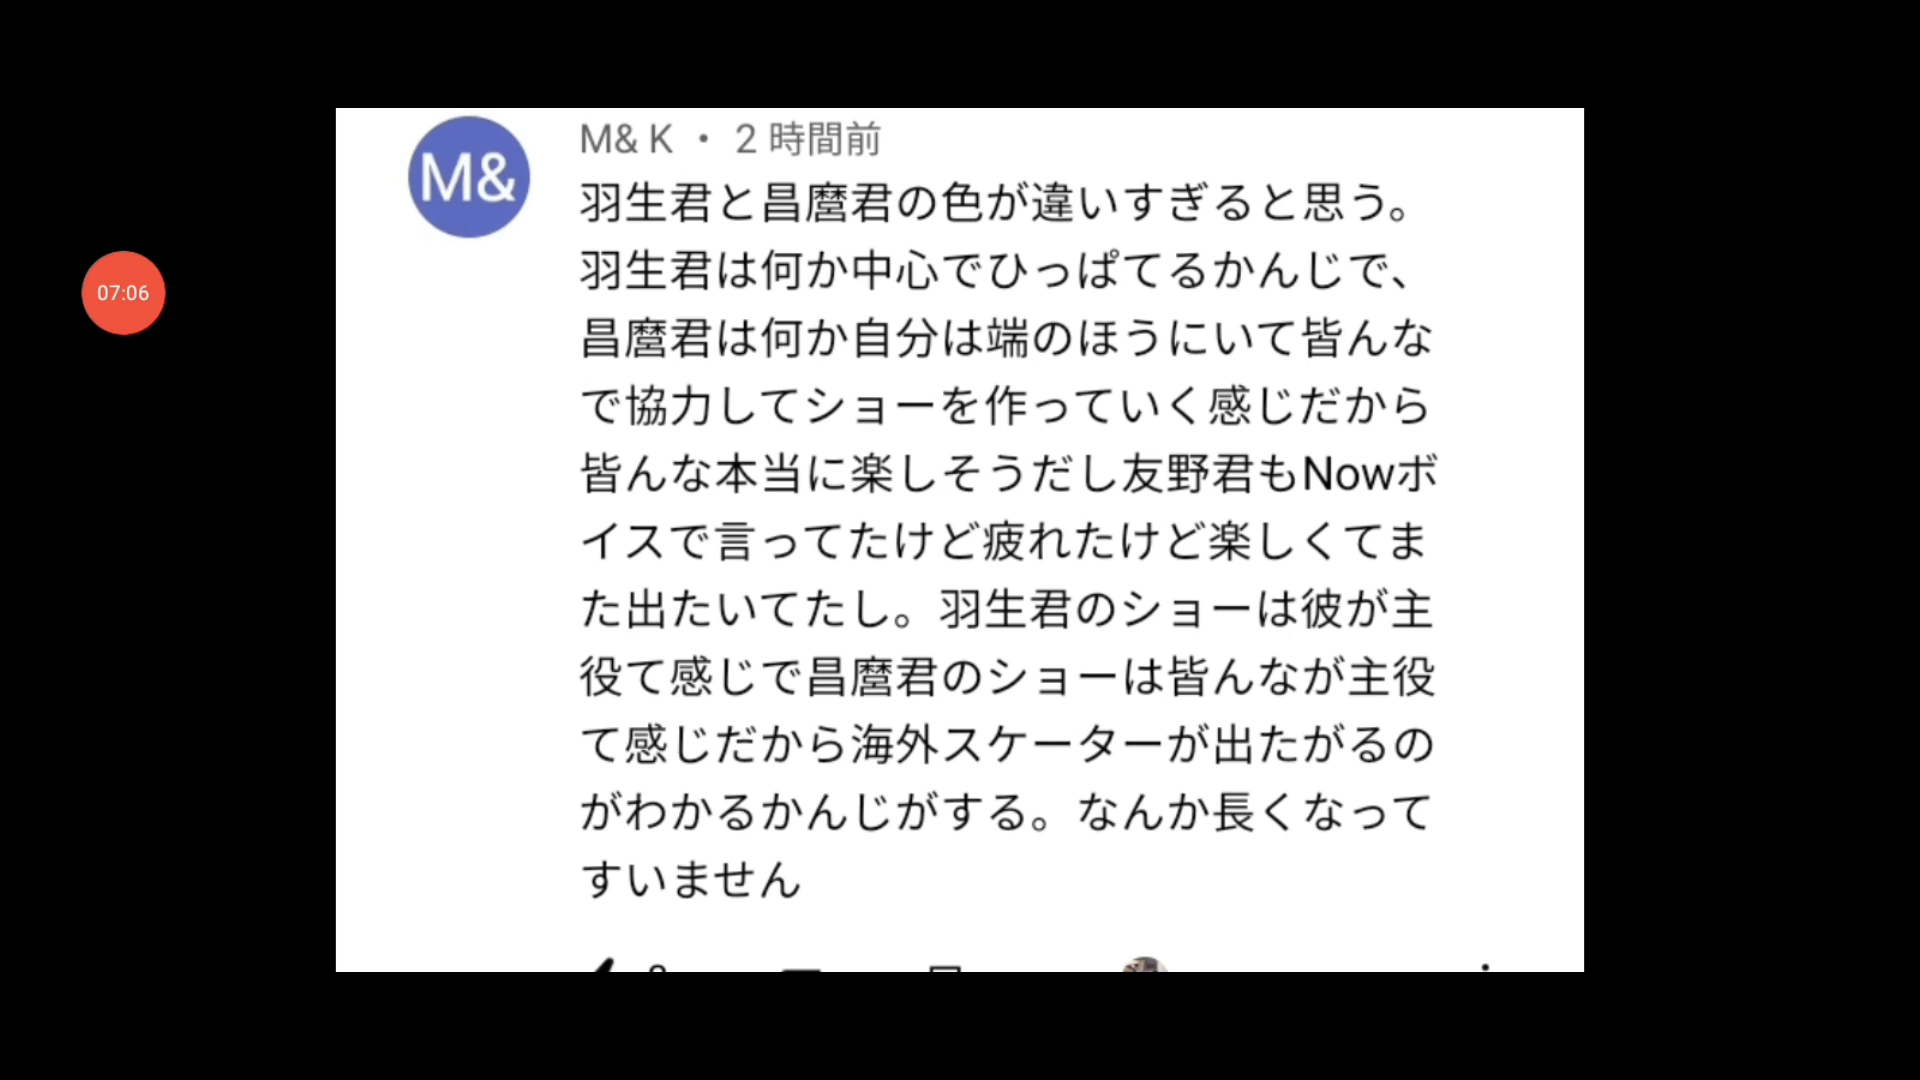 M& K ・ 2 時間前
M&
07:06
羽生君と昌麿君の色が違いすぎると思う。
羽生君は何か中心でひっぱてるかんじで、
昌麿君は何か自分は端のほうにいて皆んな
で協力してショーを作っていく感じだから
皆んな本当に楽しそうだし友野君もNowボ
イスで言ってたけど疲れたけど楽しくてま
た出たいてたし。羽生君のショーは彼が主
役て感じで昌麿君のショーは皆んなが主役
て感じだから海外スケーターが出たがるの
がわかるかんじがする。なんか長くなって
すいません